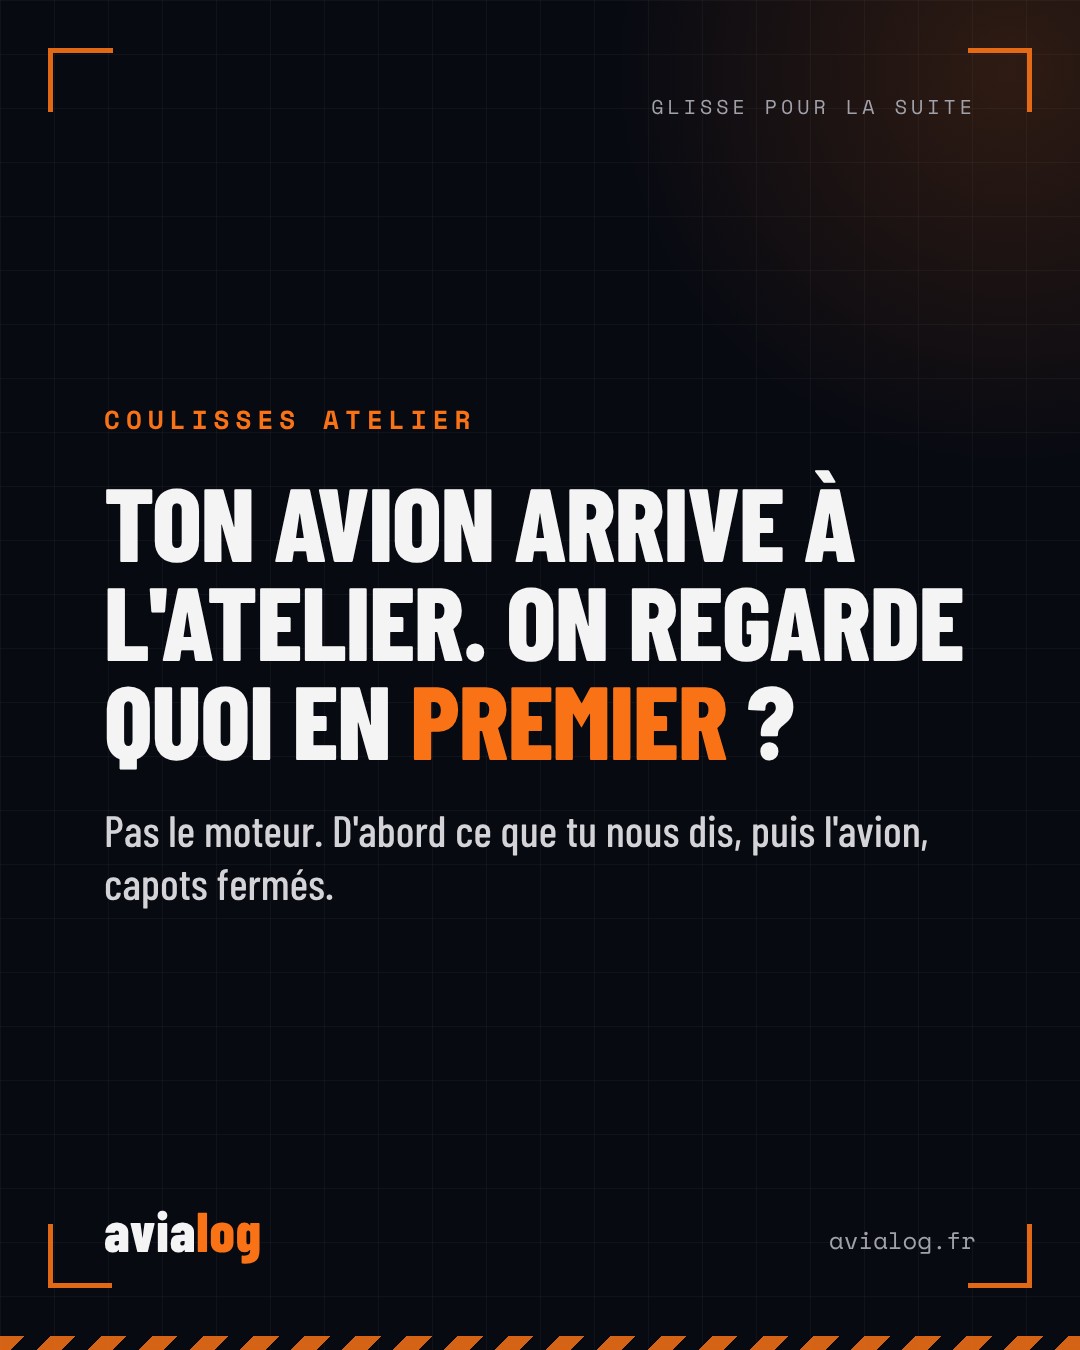 GLISSE POUR LA SUITE
COULISSES ATELIER
TON AVION ARRIVE À
L'ATELIER. ON REGARDE
QUOI EN PREMIER ?
Pas le moteur. D'abord ce que tu nous dis, puis l'avion,
capots fermés.
avialog
avialog.fr